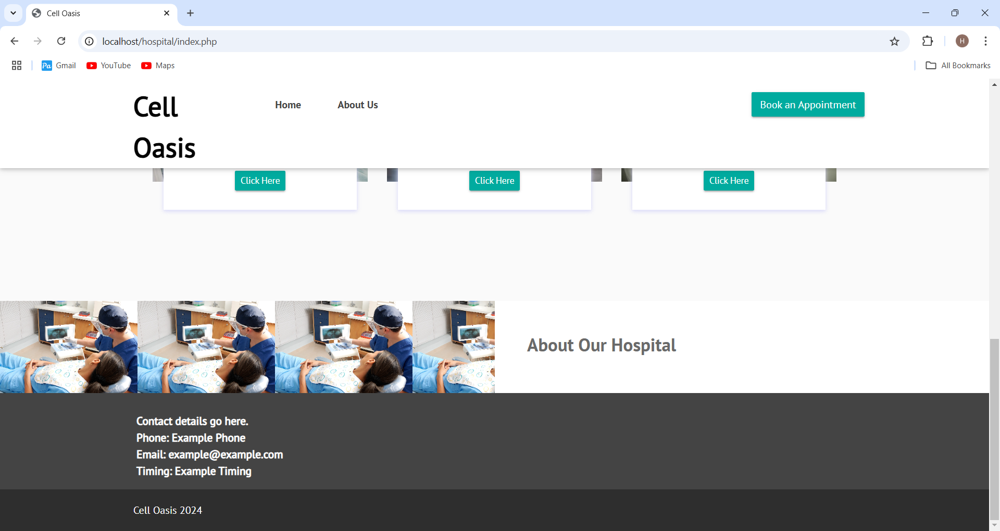 Cell Oasis
localhost/hospital/index.php
H
Pa Gmail YouTube Maps All Bookmarks
Cell
Oasis
Home About Us Book an Appointment
Click Here Click Here Click Here
About Our Hospital
Contact details go here.
Phone: Example Phone
Email: example@example.com
Timing: Example Timing
Cell Oasis 2024